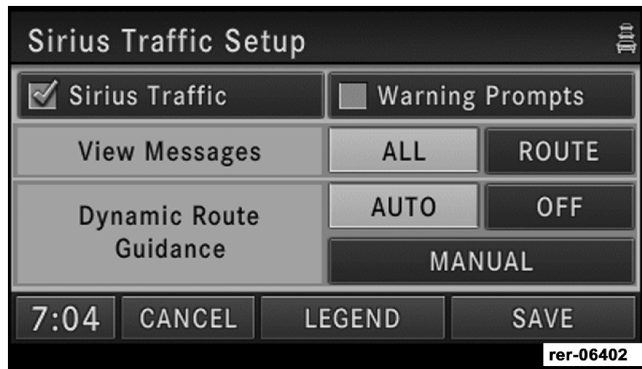 Sirius Traffic Setup
Sirius Traffic
Warning Prompts
View Messages
ALL
ROUTE
Dynamic Route
Guidance
AUTO
OFF
MANUAL
7:04
CANCEL
LEGEND
SAVE
rer-06402